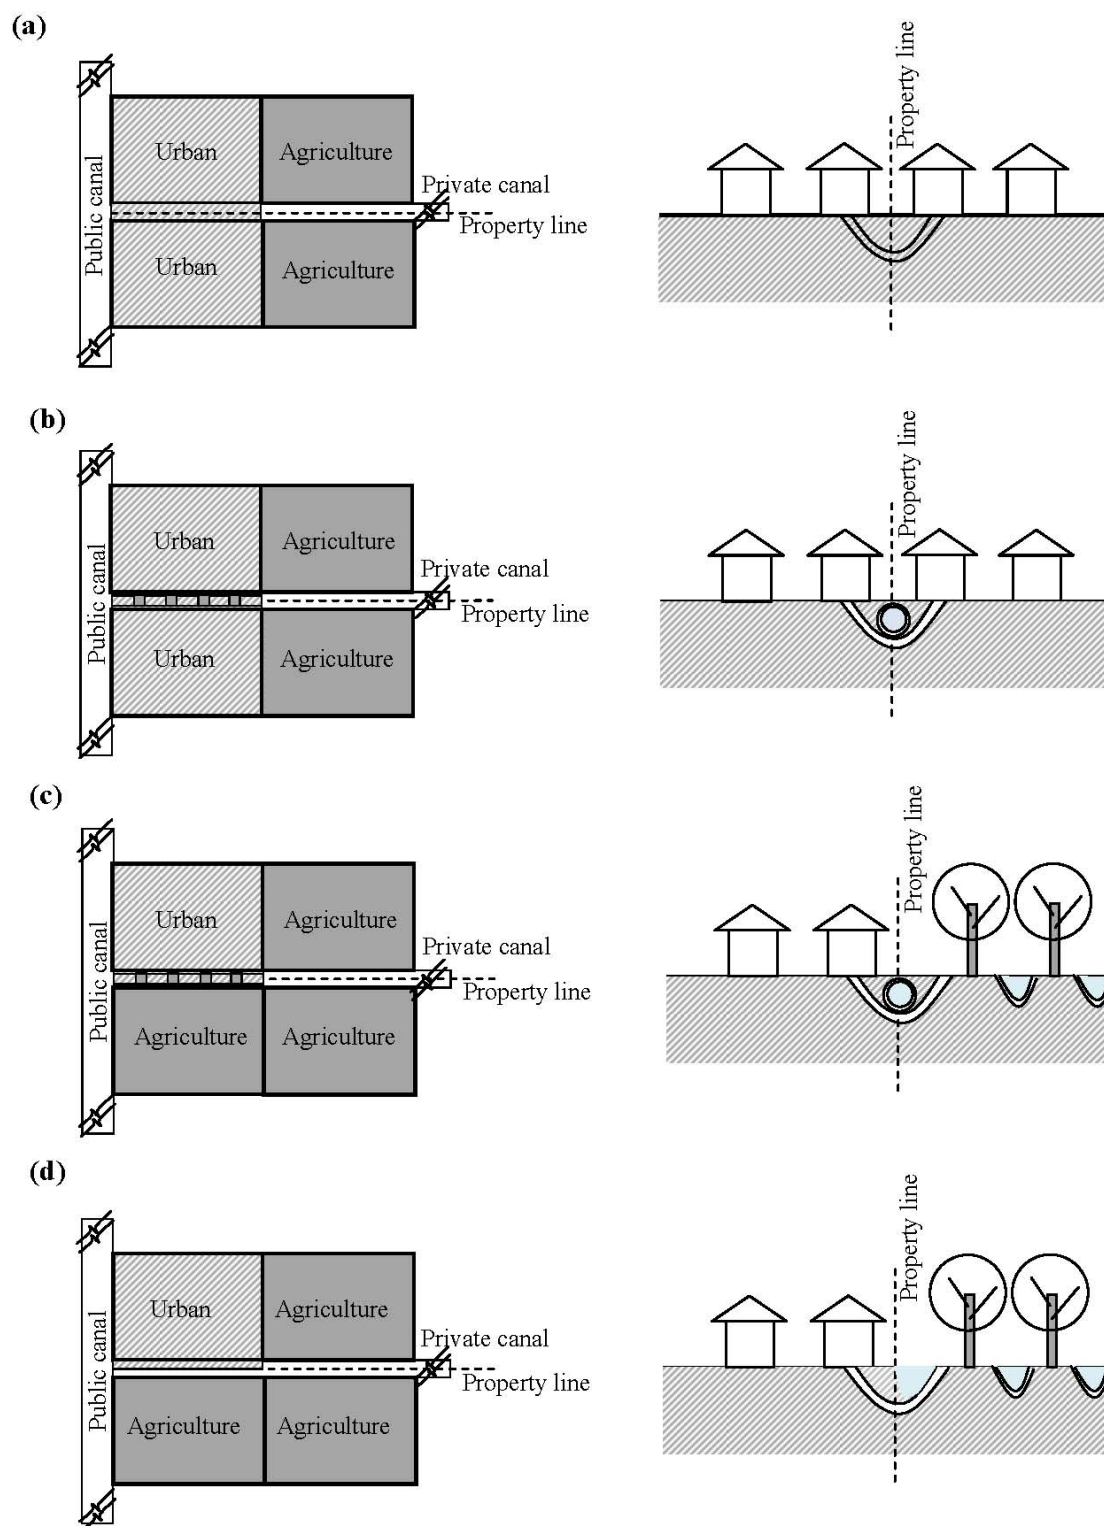 (a)
Public canal
Urban
Agriculture
Private canal
Property line
Urban
Agriculture
Property line
(b)
Public canal
Urban
Agriculture
Private canal
Property line
Urban
Agriculture
Property line
(c)
Public canal
Urban
Agriculture
Private canal
Property line
Agriculture
Agriculture
Property line
(d)
Public canal
Urban
Agriculture
Private canal
Property line
Agriculture
Agriculture
Property line